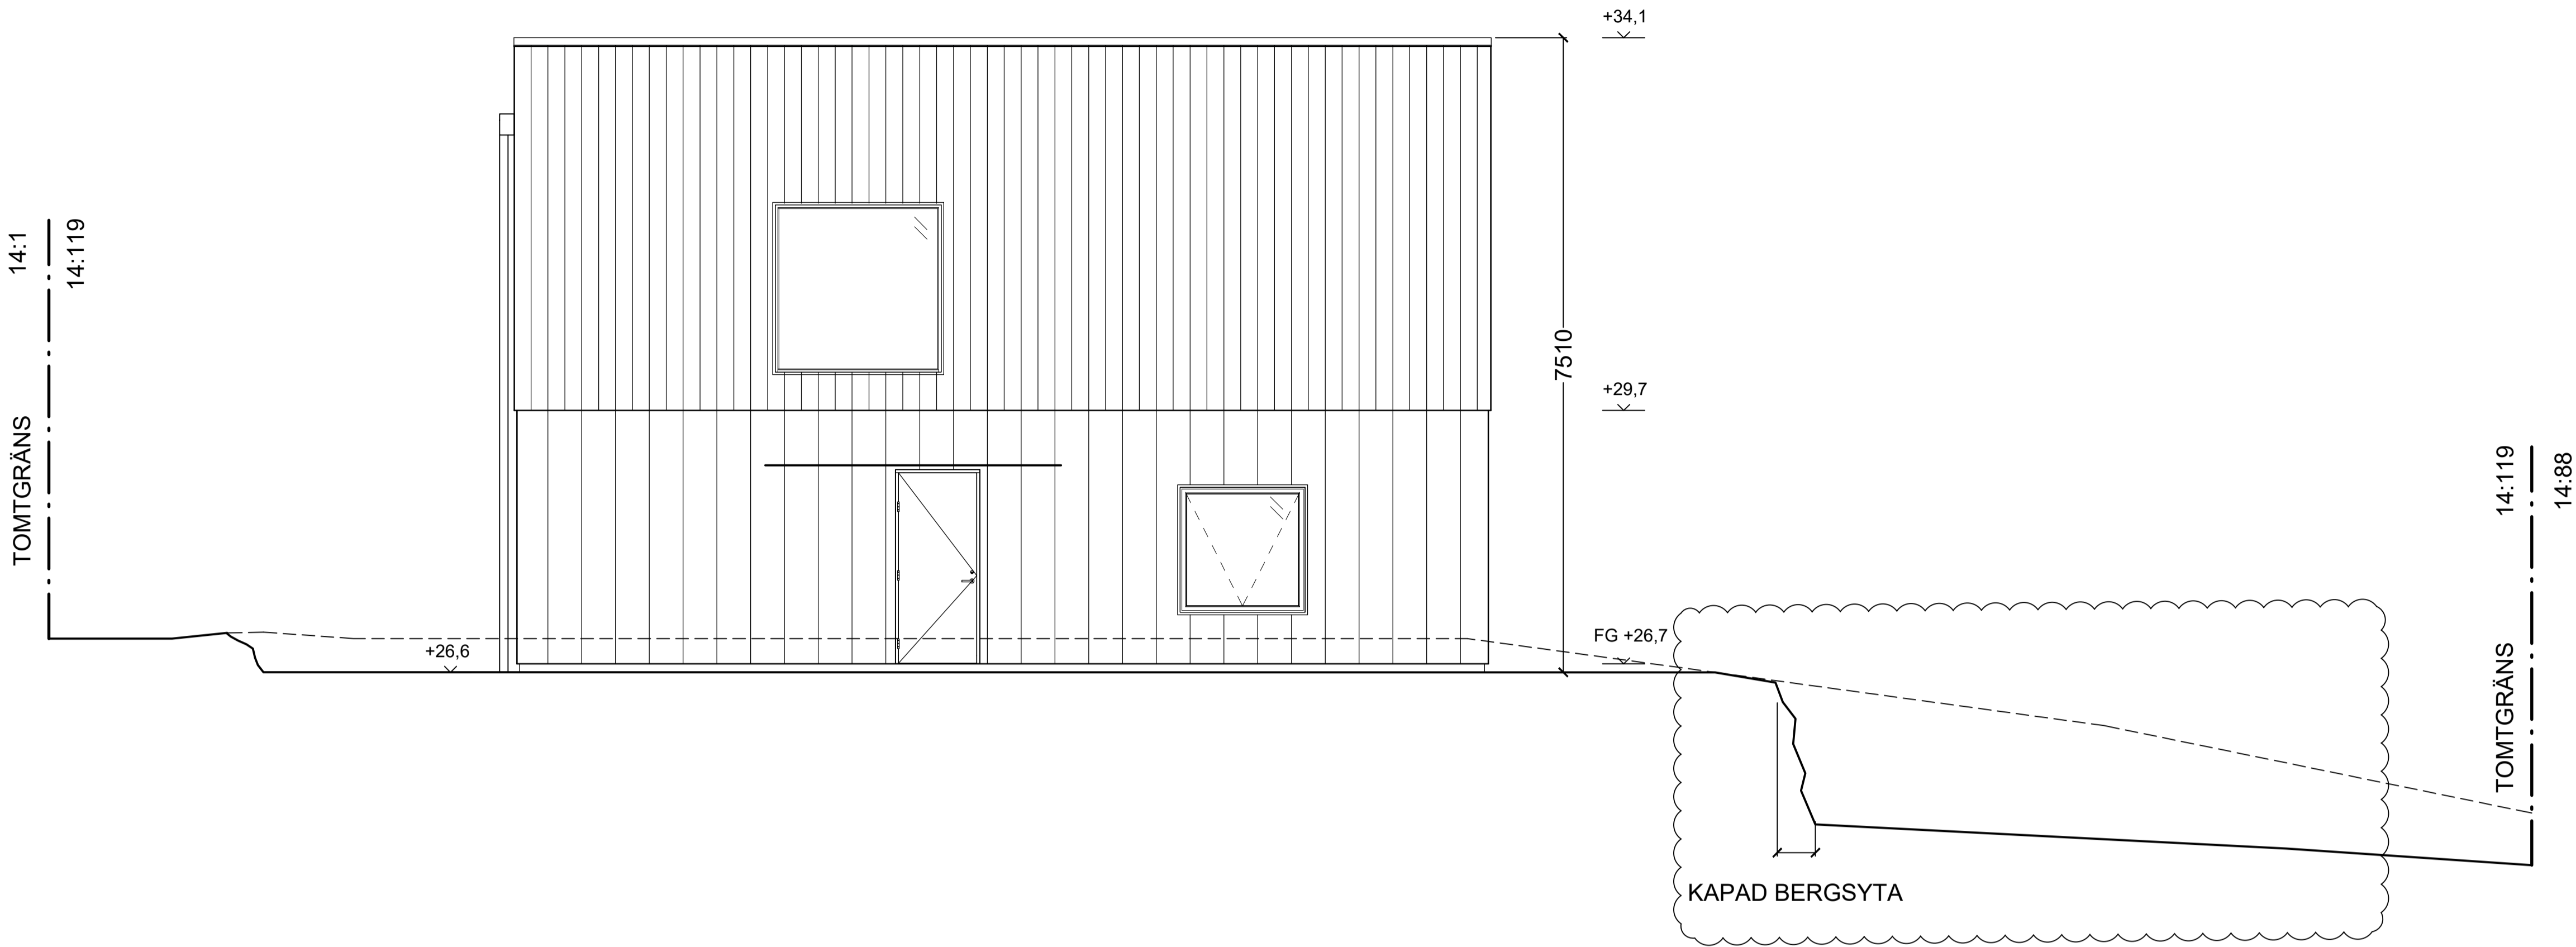 +34,1
14:1
14:119
7510
+29,7
TOMTGRÄNS
14:119
14:88
+26,6
FG +26,7
TOMTGRÄNS
KAPAD BERGSYTA